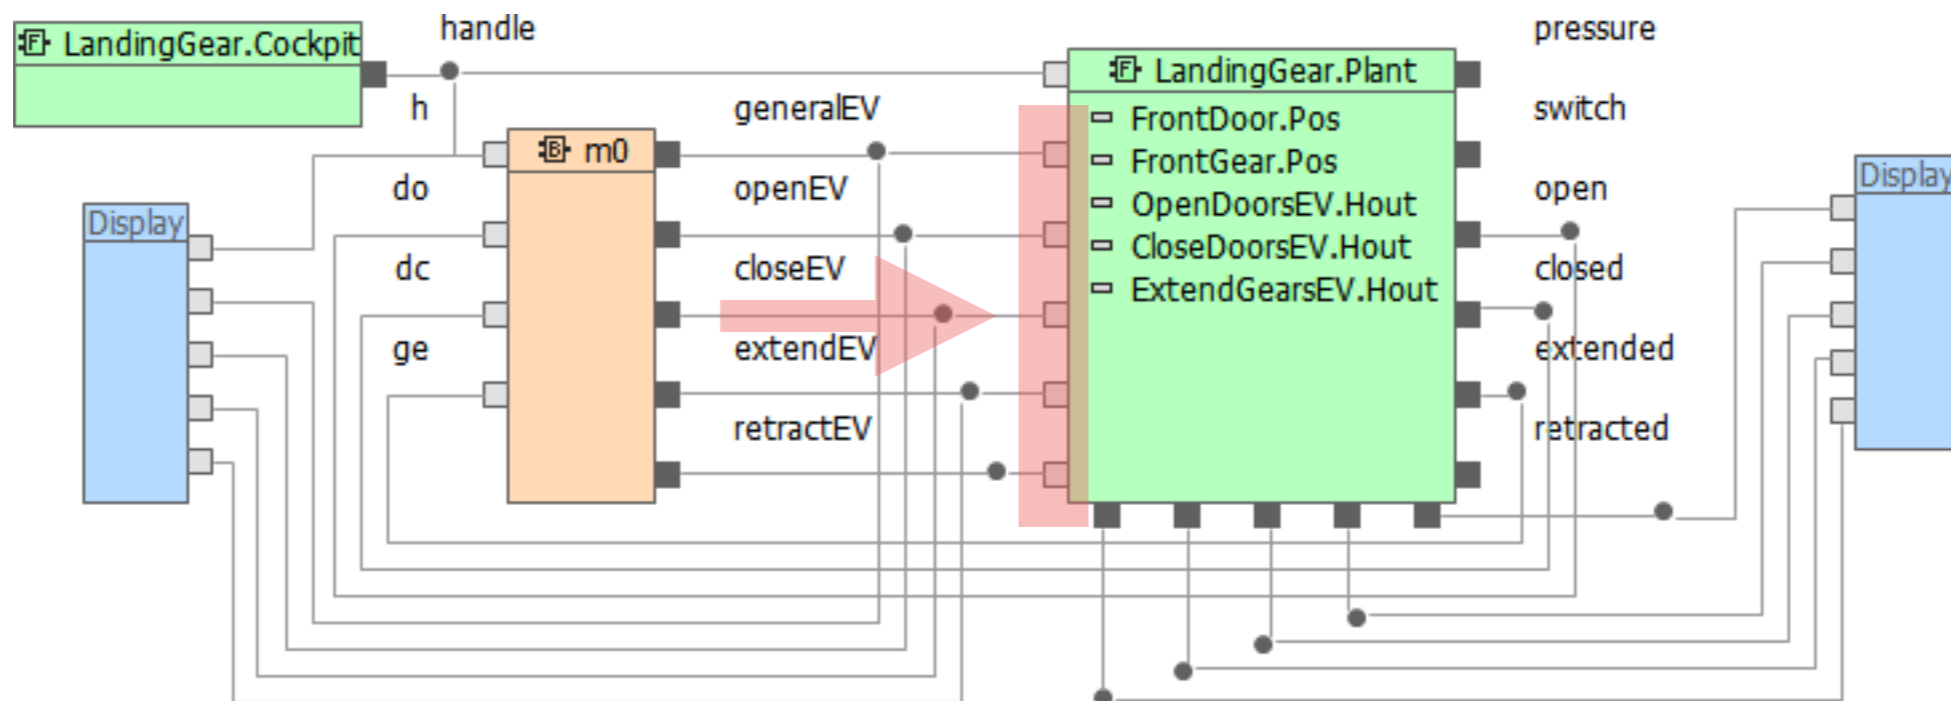 LandingGear.Cockpit
handle
h
do
dc
ge
Display
B m0
generalEV
openEV
closeEV
extendEV
retractEV
F LandingGear.Plant
FrontDoor.Pos
FrontGear.Pos
OpenDoorsEV.Hout
CloseDoorsEV.Hout
ExtendGearsEV.Hout
pressure
switch
open
closed
extended
retracted
Display